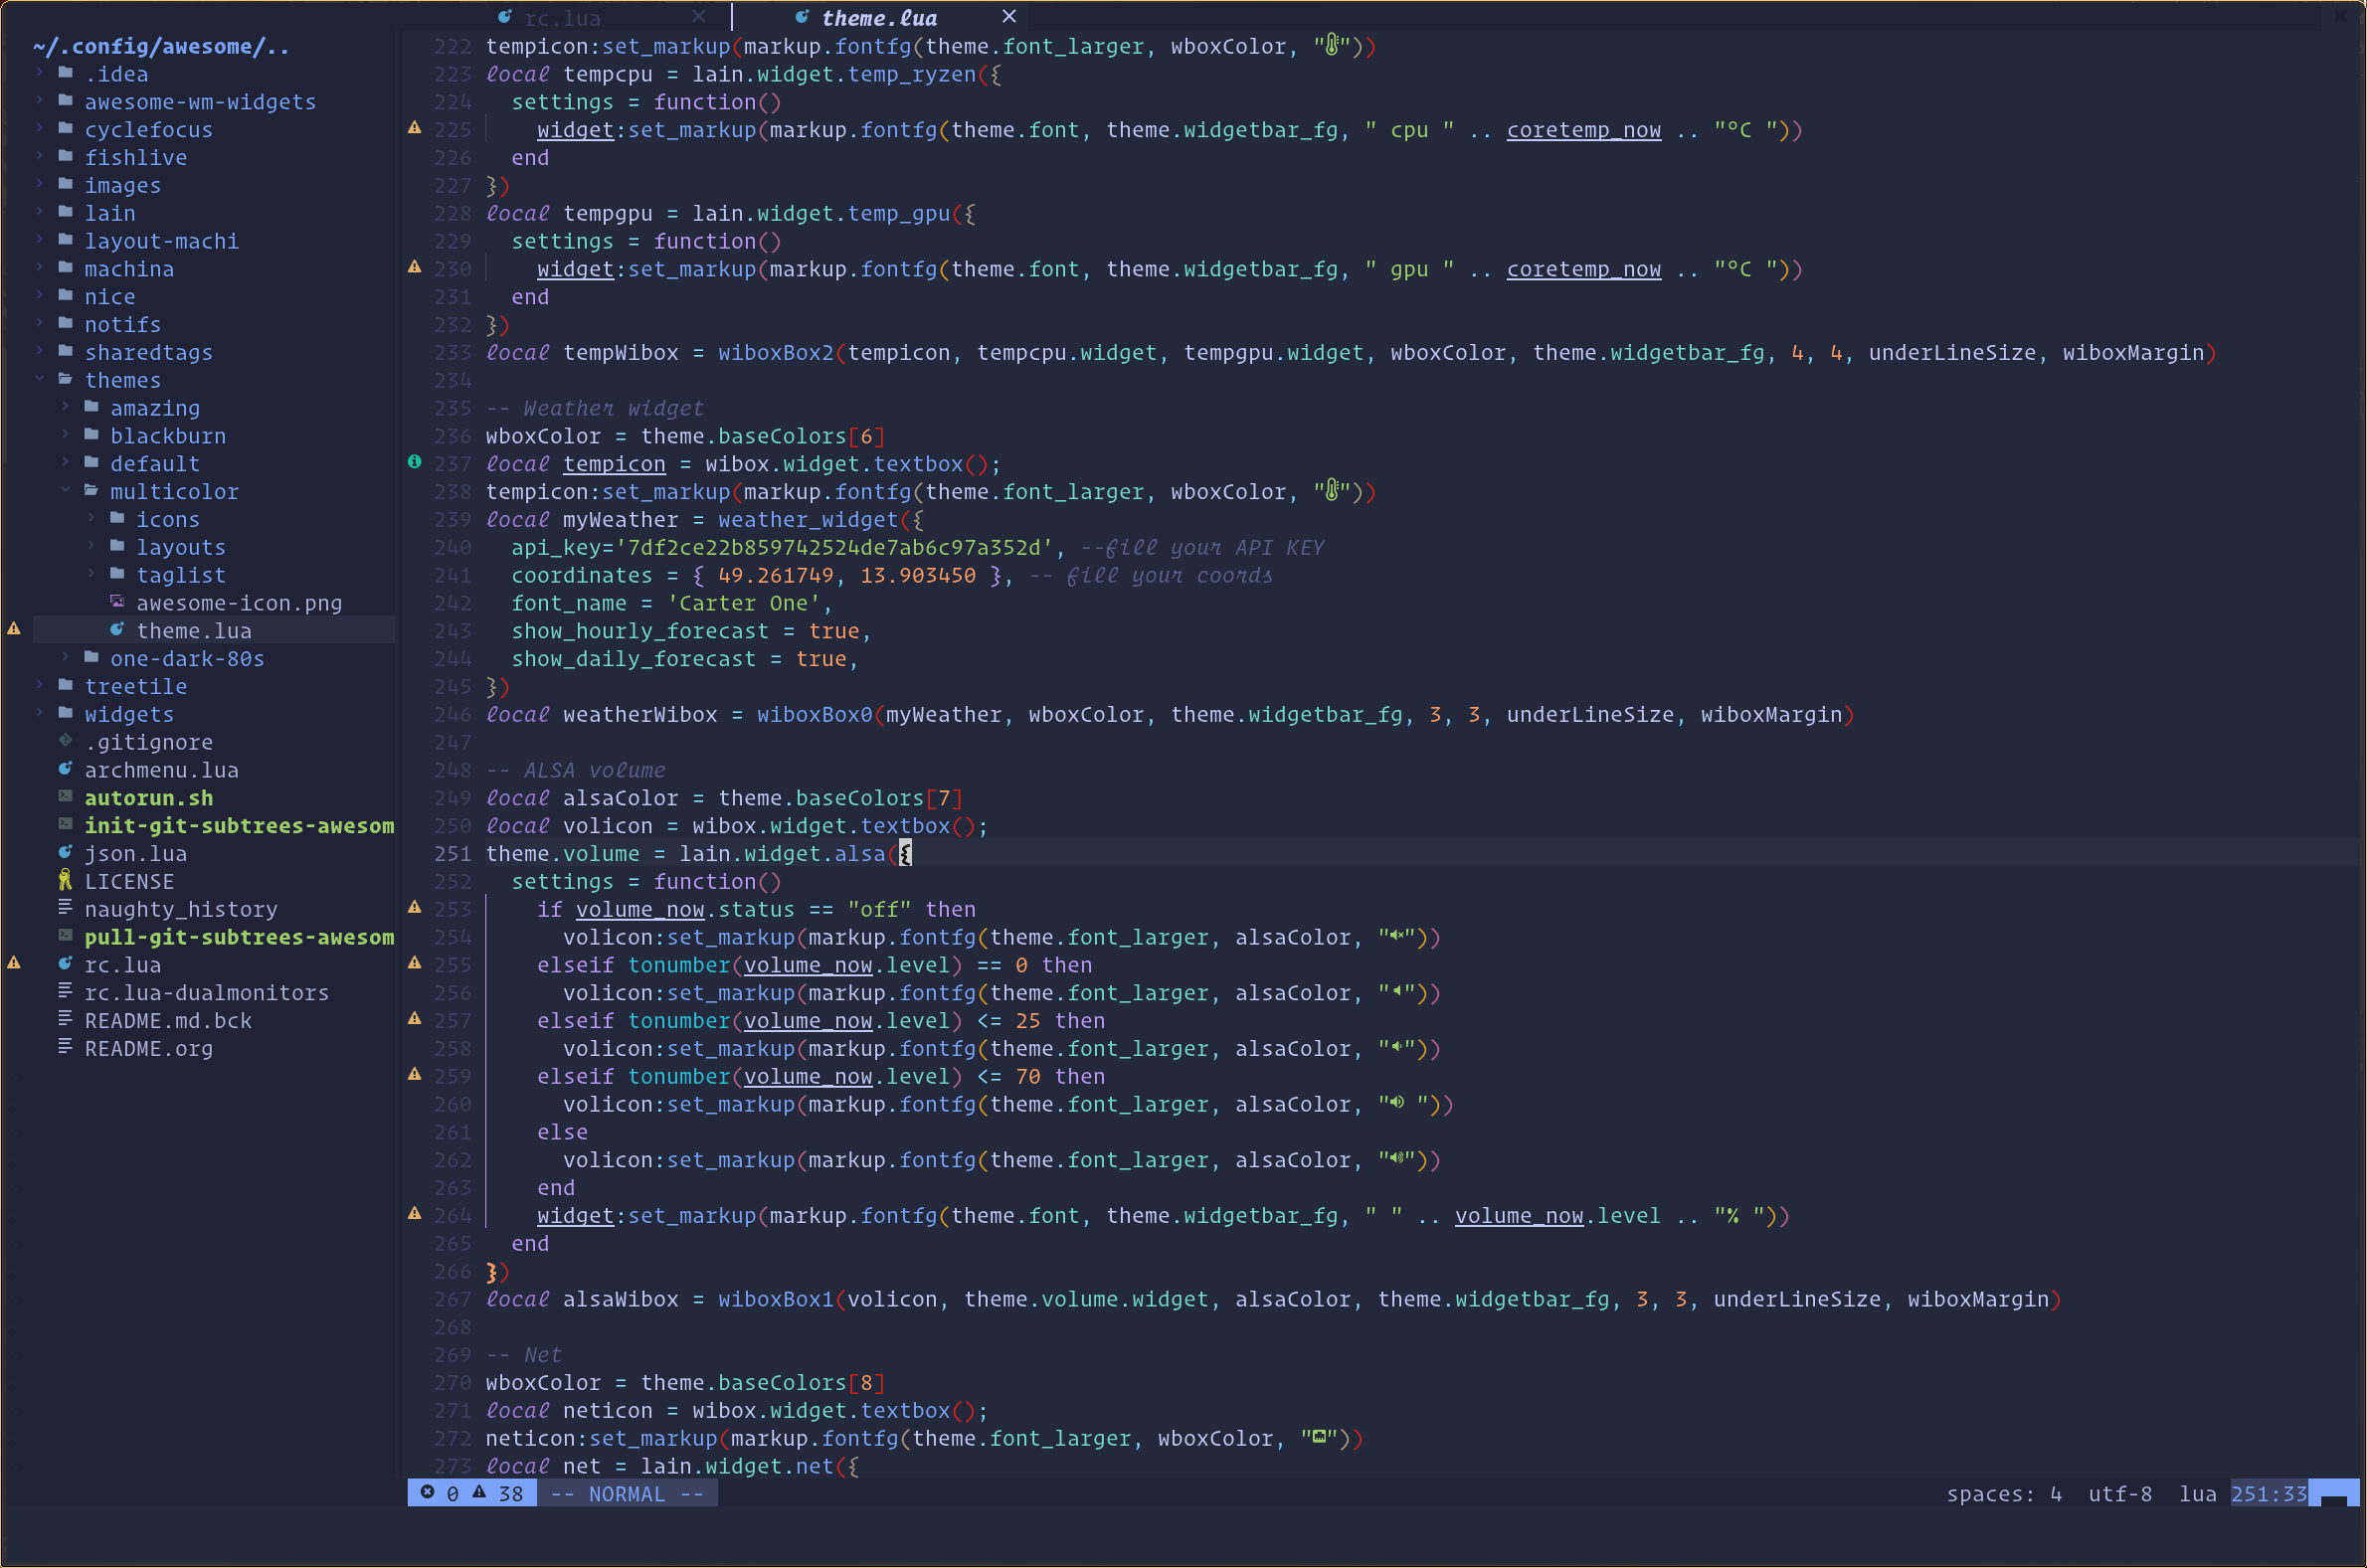 rc.lua
theme.lua
~/.config/awesome/..
.idea
awesome-wm-widgets
cyclefocus
fishlive
images
lain
layout-machi
machina
nice
notifs
sharedtags
themes
amazing
blackburn
default
multicolor
icons
layouts
taglist
awesome-icon.png
theme.lua
one-dark-80s
treetile
widgets
.gitignore
archmenu.lua
autorun.sh
init-git-subtrees-awesom
json.lua
LICENSE
naughty_history
pull-git-subtrees-awesom
rc.lua
rc.lua-dualmonitors
README.md.bck
README.org
222 tempicon:set_markup(markup.fontfg(theme.font_larger, wboxColor, "🌡"))
223 local tempcpu = lain.widget.temp_ryzen({
224   settings = function()
225     widget:set_markup(markup.fontfg(theme.font, theme.widgetbar_fg, " cpu " .. coretemp_now .. "°C "))
226   end
227 })
228 local tempgpu = lain.widget.temp_gpu({
229   settings = function()
230     widget:set_markup(markup.fontfg(theme.font, theme.widgetbar_fg, " gpu " .. coretemp_now .. "°C "))
231   end
232 })
233 local tempWibox = wiboxBox2(tempicon, tempcpu.widget, tempgpu.widget, wboxColor, theme.widgetbar_fg, 4, 4, underLineSize, wiboxMargin)
234
235 -- Weather widget
236 wboxColor = theme.baseColors[6]
237 local tempicon = wibox.widget.textbox();
238 tempicon:set_markup(markup.fontfg(theme.font_larger, wboxColor, "🌡"))
239 local myWeather = weather_widget({
240   api_key='7df2ce22b859742524de7ab6c97a352d', --fill your API KEY
241   coordinates = { 49.261749, 13.903450 }, -- fill your coords
242   font_name = 'Carter One',
243   show_hourly_forecast = true,
244   show_daily_forecast = true,
245 })
246 local weatherWibox = wiboxBox0(myWeather, wboxColor, theme.widgetbar_fg, 3, 3, underLineSize, wiboxMargin)
247
248 -- ALSA volume
249 local alsaColor = theme.baseColors[7]
250 local volicon = wibox.widget.textbox();
251 theme.volume = lain.widget.alsa({
252   settings = function()
253     if volume_now.status == "off" then
254       volicon:set_markup(markup.fontfg(theme.font_larger, alsaColor, "🔇"))
255     elseif tonumber(volume_now.level) == 0 then
256       volicon:set_markup(markup.fontfg(theme.font_larger, alsaColor, "🔈"))
257     elseif tonumber(volume_now.level) <= 25 then
258       volicon:set_markup(markup.fontfg(theme.font_larger, alsaColor, "🔈"))
259     elseif tonumber(volume_now.level) <= 70 then
260       volicon:set_markup(markup.fontfg(theme.font_larger, alsaColor, "🔉 "))
261     else
262       volicon:set_markup(markup.fontfg(theme.font_larger, alsaColor, "🔊"))
263     end
264     widget:set_markup(markup.fontfg(theme.font, theme.widgetbar_fg, " " .. volume_now.level .. "% "))
265   end
266 })
267 local alsaWibox = wiboxBox1(volicon, theme.volume.widget, alsaColor, theme.widgetbar_fg, 3, 3, underLineSize, wiboxMargin)
268
269 -- Net
270 wboxColor = theme.baseColors[8]
271 local neticon = wibox.widget.textbox();
272 neticon:set_markup(markup.fontfg(theme.font_larger, wboxColor, ""))
273 local net = lain.widget.net({
0 38 -- NORMAL -- spaces: 4 utf-8 lua 251:33